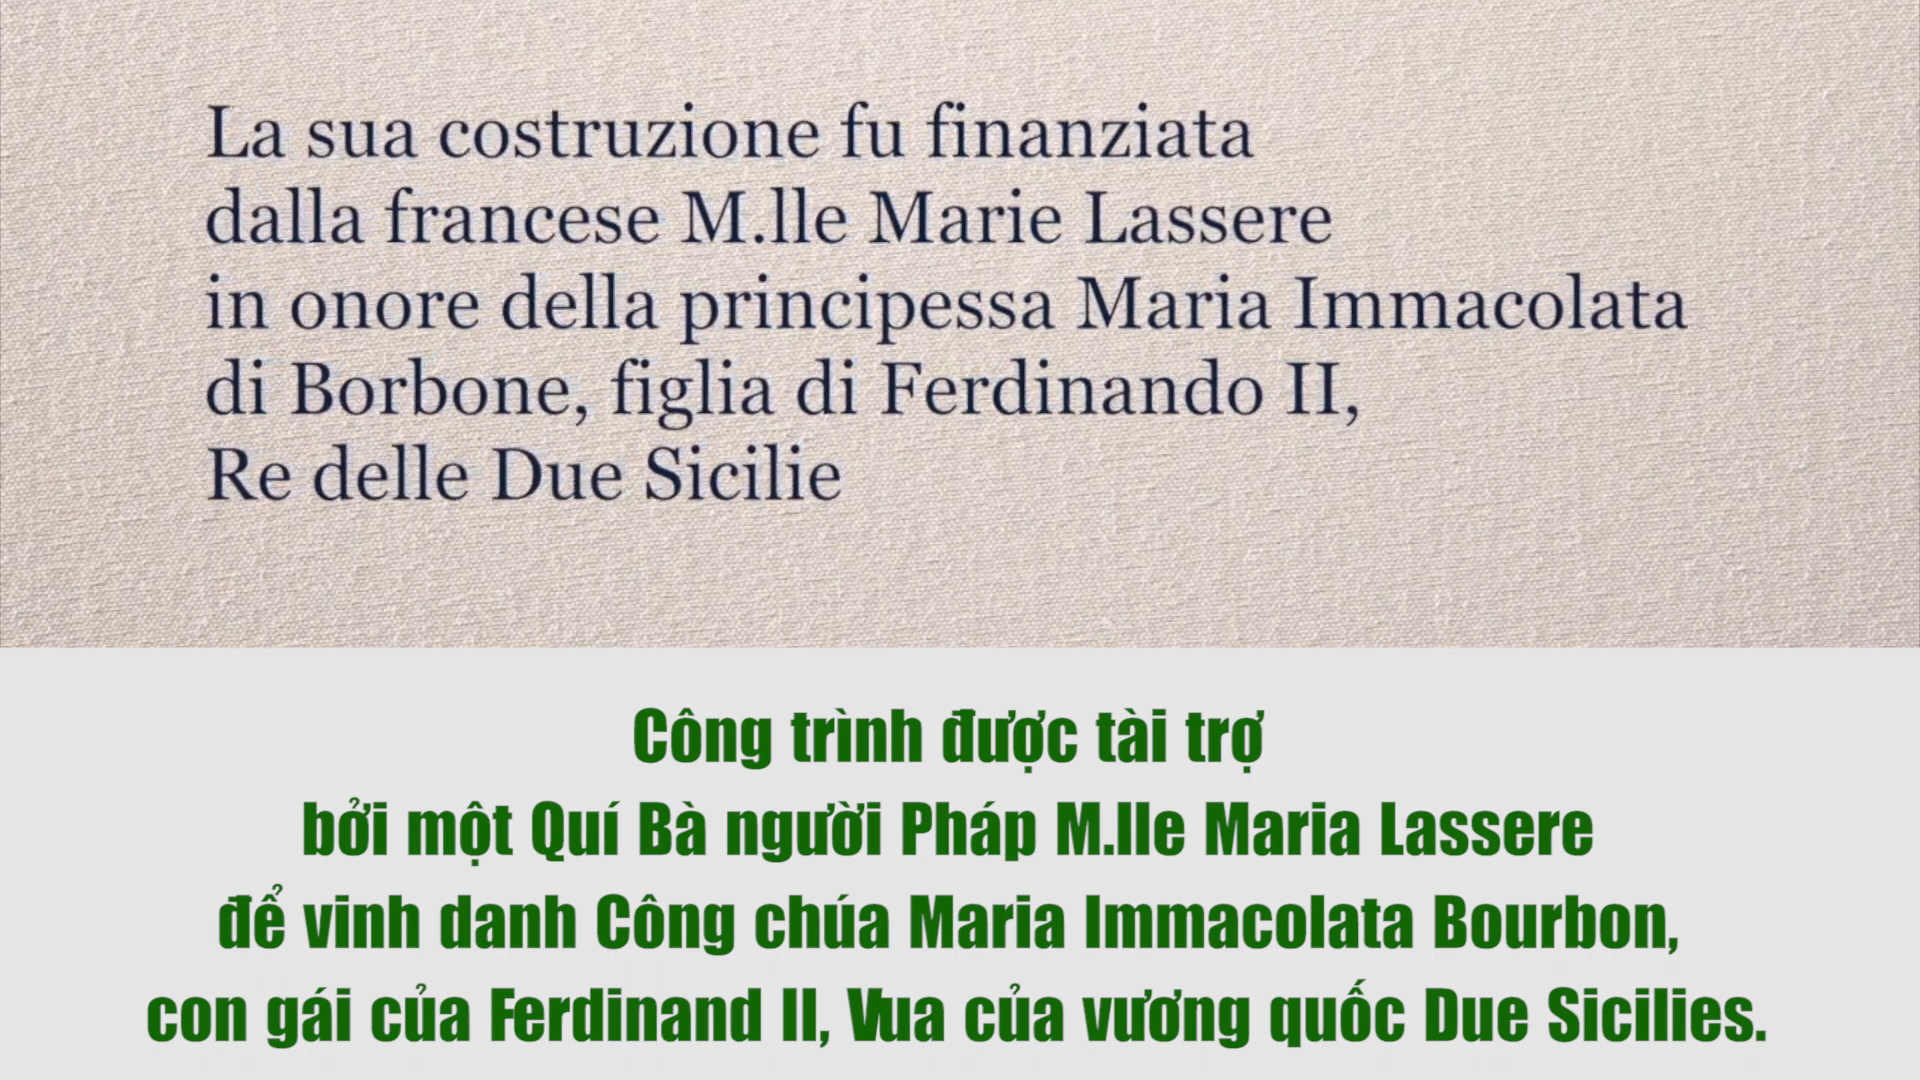 La sua costruzione fu finanziata
dalla francese M.lle Marie Lassere
in onore della principessa Maria Immacolata
di Borbone, figlia di Ferdinando II,
Re delle Due Sicilie
Công trình được tài trợ
bởi một Quí Bà người Pháp M.lle Maria Lassere
để vinh danh Công chúa Maria Immacolata Bourbon,
con gái của Ferdinand II, Vua của vương quốc Due Sicilies.